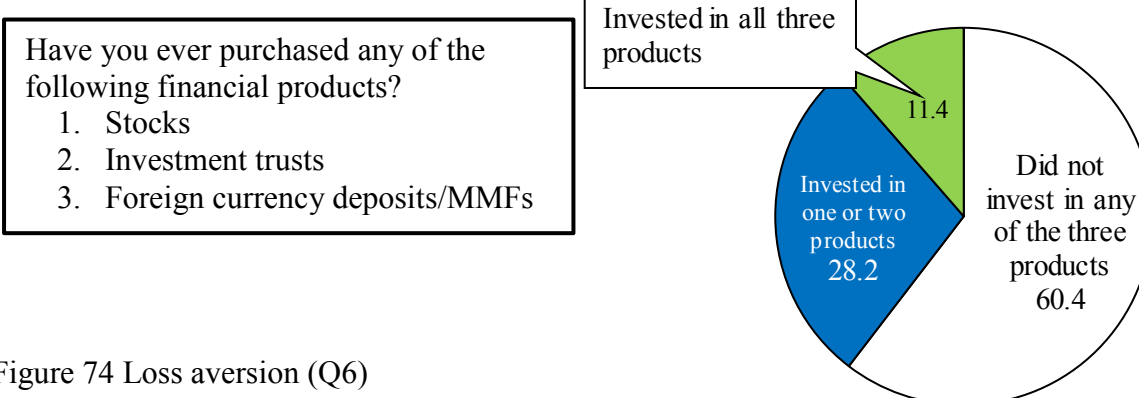 Have you ever purchased any of the
following financial products?
1. Stocks
2. Investment trusts
3. Foreign currency deposits/MMFs
Invested in all three
products
11.4
Invested in
one or two
products
28.2
Did not
invest in any
of the three
products
60.4
Figure 74 Loss aversion (Q6)